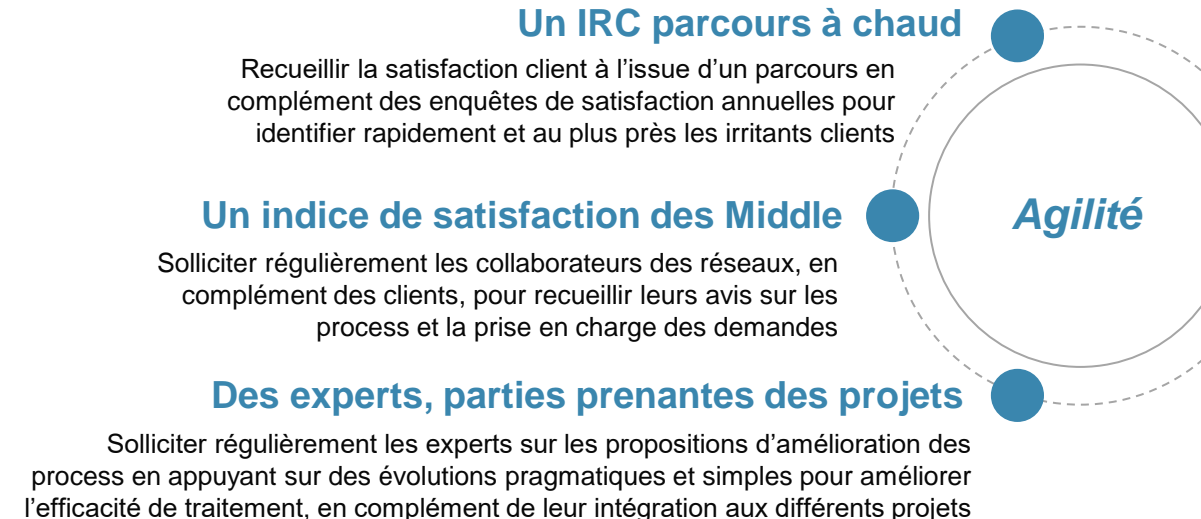 Un IRC parcours à chaud
Recueillir la satisfaction client à l’issue d’un parcours en
complément des enquêtes de satisfaction annuelles pour
identifier rapidement et au plus près les irritants clients
Un indice de satisfaction des Middle
Agilité
Solliciter régulièrement les collaborateurs des réseaux, en
complément des clients, pour recueillir leurs avis sur les
process et la prise en charge des demandes
Des experts, parties prenantes des projets
Solliciter régulièrement les experts sur les propositions d’amélioration des
process en appuyant sur des évolutions pragmatiques et simples pour améliorer
l’efficacité de traitement, en complément de leur intégration aux différents projets